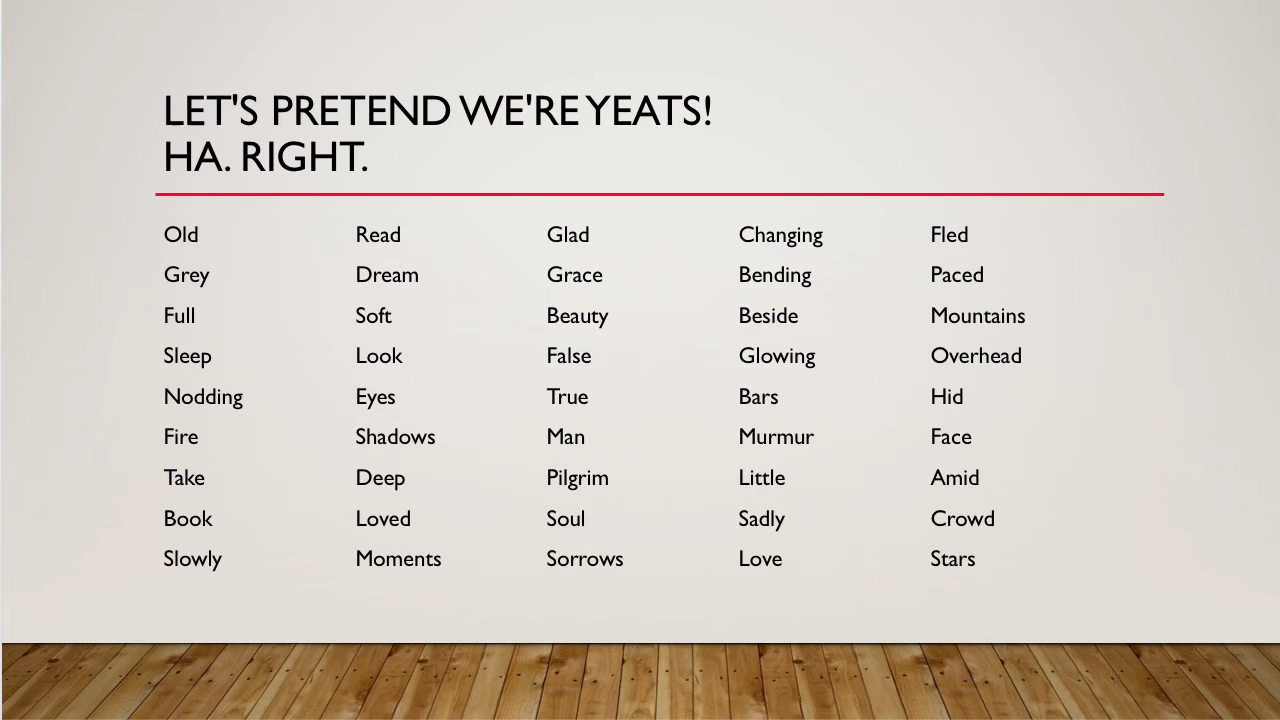 LET'S PRETEND WE'RE YEATS!
HA. RIGHT.
Old
Grey
Full
Sleep
Nodding
Fire
Take
Book
Slowly
Read
Dream
Soft
Look
Eyes
Shadows
Deep
Loved
Moments
Glad
Grace
Beauty
False
True
Man
Pilgrim
Soul
Sorrows
Changing
Bending
Beside
Glowing
Bars
Murmur
Little
Sadly
Love
Fled
Paced
Mountains
Overhead
Hid
Face
Amid
Crowd
Stars